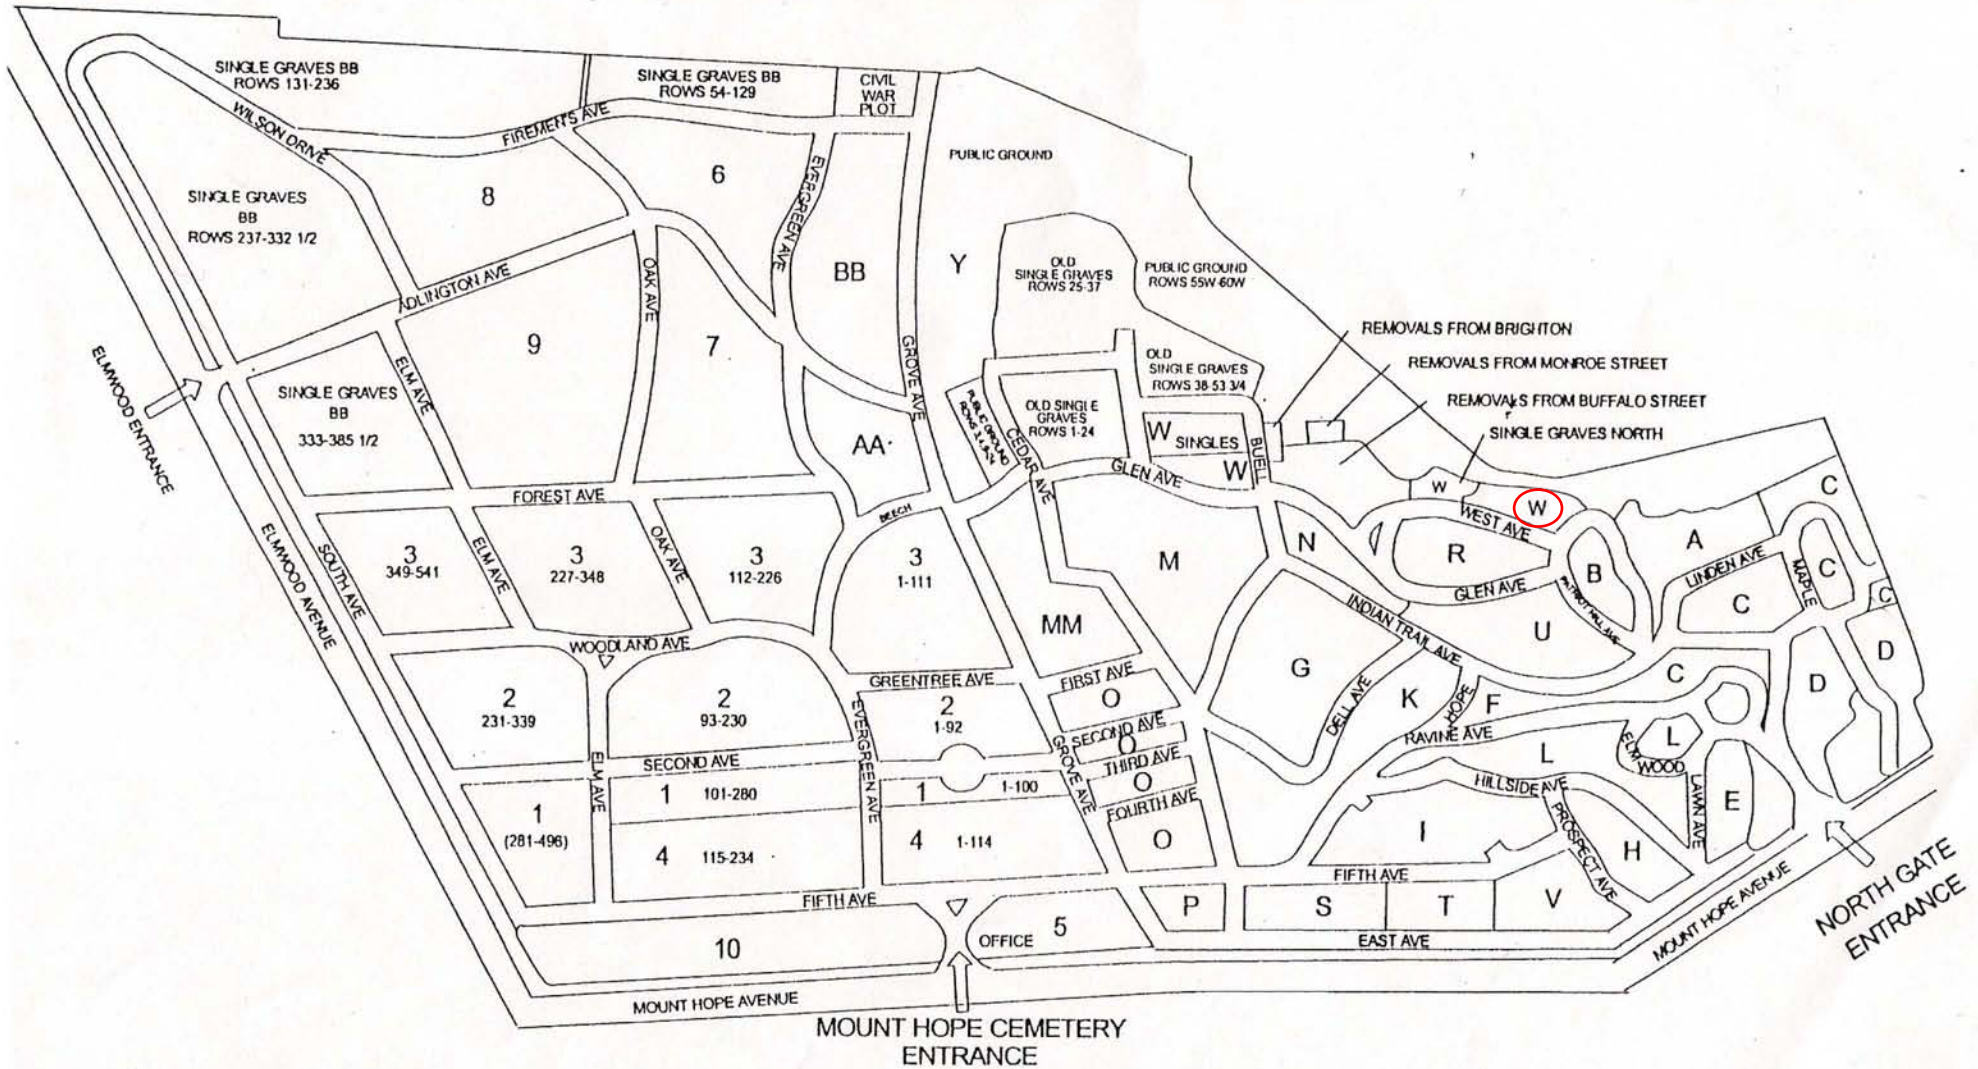 SINGLE GRAVES BB
ROWS 131-236
SINGLE GRAVES BB
ROWS 54-129
CIVIL
WAR
PLOT
WILSON DRIVE
FIREMEN'S AVE
PUBLIC GROUND
6
8
EVERGREEN AVE
SINGLE GRAVES
BB
ROWS 237-332 1/2
BB
Y
OLD
SINGLE GRAVES
ROWS 25-37
PUBLIC GROUND
ROWS 55W-60W
ADLINGTON AVE
OAK AVE
9
7
GROVE AVE
REMOVALS FROM BRIGHTON
REMOVALS FROM MONROE STREET
REMOVALS FROM BUFFALO STREET
SINGLE GRAVES NORTH
ELMWOOD ENTRANCE
ELM AVE
SINGLE GRAVES
BB
333-385 1/2
OLD
SINGLE GRAVES
ROWS 38-53 3/4
PUBLIC GROUND
OLD SINGLE
GRAVES
ROWS 1-24
CEDAR AVE
W
SINGLES
W
BUELL
AA
GLEN AVE
W
W
WEST AVE
C
FOREST AVE
BEECH
ELMWOOD AVENUE
SOUTH AVE
3
349-541
ELM AVE
3
227-348
OAK AVE
3
112-226
3
1-111
M
N
R
B
A
LINDEN AVE
MAPLE
C
C
C
GLEN AVE
PATRIOT HILL AVE
INDIAN TRAIL AVE
U
MM
WOODLAND AVE
GREENTREE AVE
FIRST AVE
G
DELL AVE
K
HOPE
F
C
D
D
2
231-339
2
93-230
2
1-92
O
SECOND AVE
O
THIRD AVE
O
FOURTH AVE
O
EVERGREEN AVE
GROVE AVE
RAVINE AVE
L
ELM
WOOD
L
HILLSIDE AVE
LAWN AVE
E
SECOND AVE
ELM AVE
1
(281-496)
1
101-280
1
1-100
4
115-234
4
1-114
I
PROSPECT AVE
H
FIFTH AVE
FIFTH AVE
P
S
T
V
EAST AVE
10
OFFICE
5
MOUNT HOPE AVENUE
MOUNT HOPE AVENUE
NORTH GATE
ENTRANCE
MOUNT HOPE CEMETERY
ENTRANCE